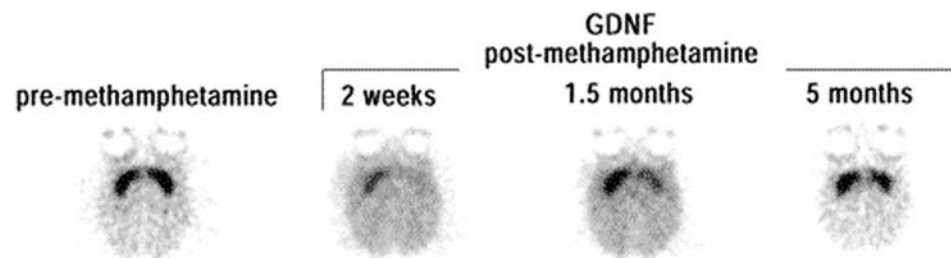 GDNF
post-methamphetamine
pre-methamphetamine
2 weeks
1.5 months
5 months